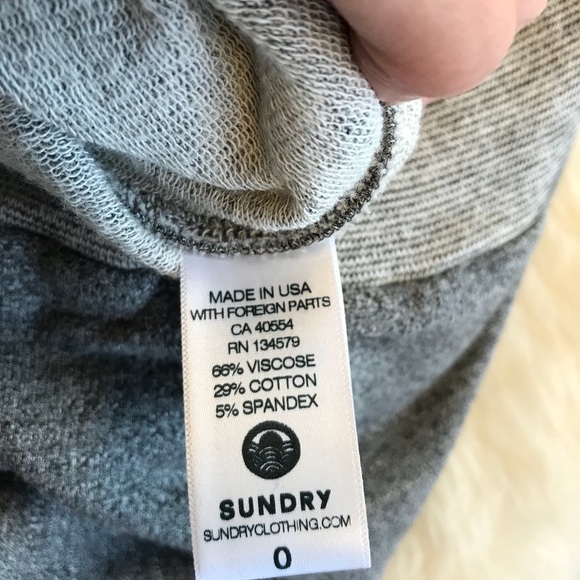 MADE IN USA
WITH FOREIGN PARTS
CA 40554
RN 134579
66% VISCOSE
29% COTTON
5% SPANDEX
SUNDRY
SUNDRYCLOTHING.COM
0